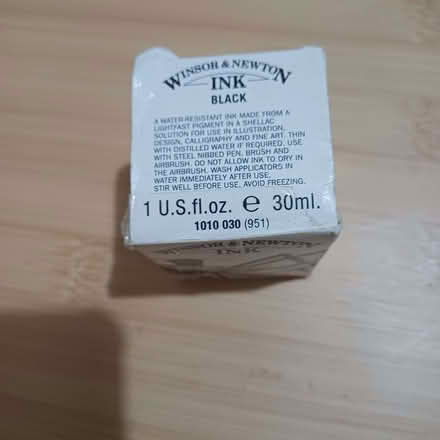 WINSOR & NEWTON
INK
BLACK
A WATER-RESISTANT INK MADE FROM A
LIGHTFAST PIGMENT IN A SHELLAC
SOLUTION FOR USE IN ILLUSTRATION,
DESIGN, CALLIGRAPHY AND FINE ART. THIN
WITH DISTILLED WATER IF REQUIRED. USE
WITH STEEL NIBBED PEN, BRUSH AND
AIRBRUSH. DO NOT ALLOW INK TO DRY IN
THE AIRBRUSH. WASH APPLICATORS IN
WATER IMMEDIATELY AFTER USE.
STIR WELL BEFORE USE, AVOID FREEZING.
1 U.S.fl.oz. ℮ 30ml.
1010 030 (951)
WINSOR & NEWTON
INK